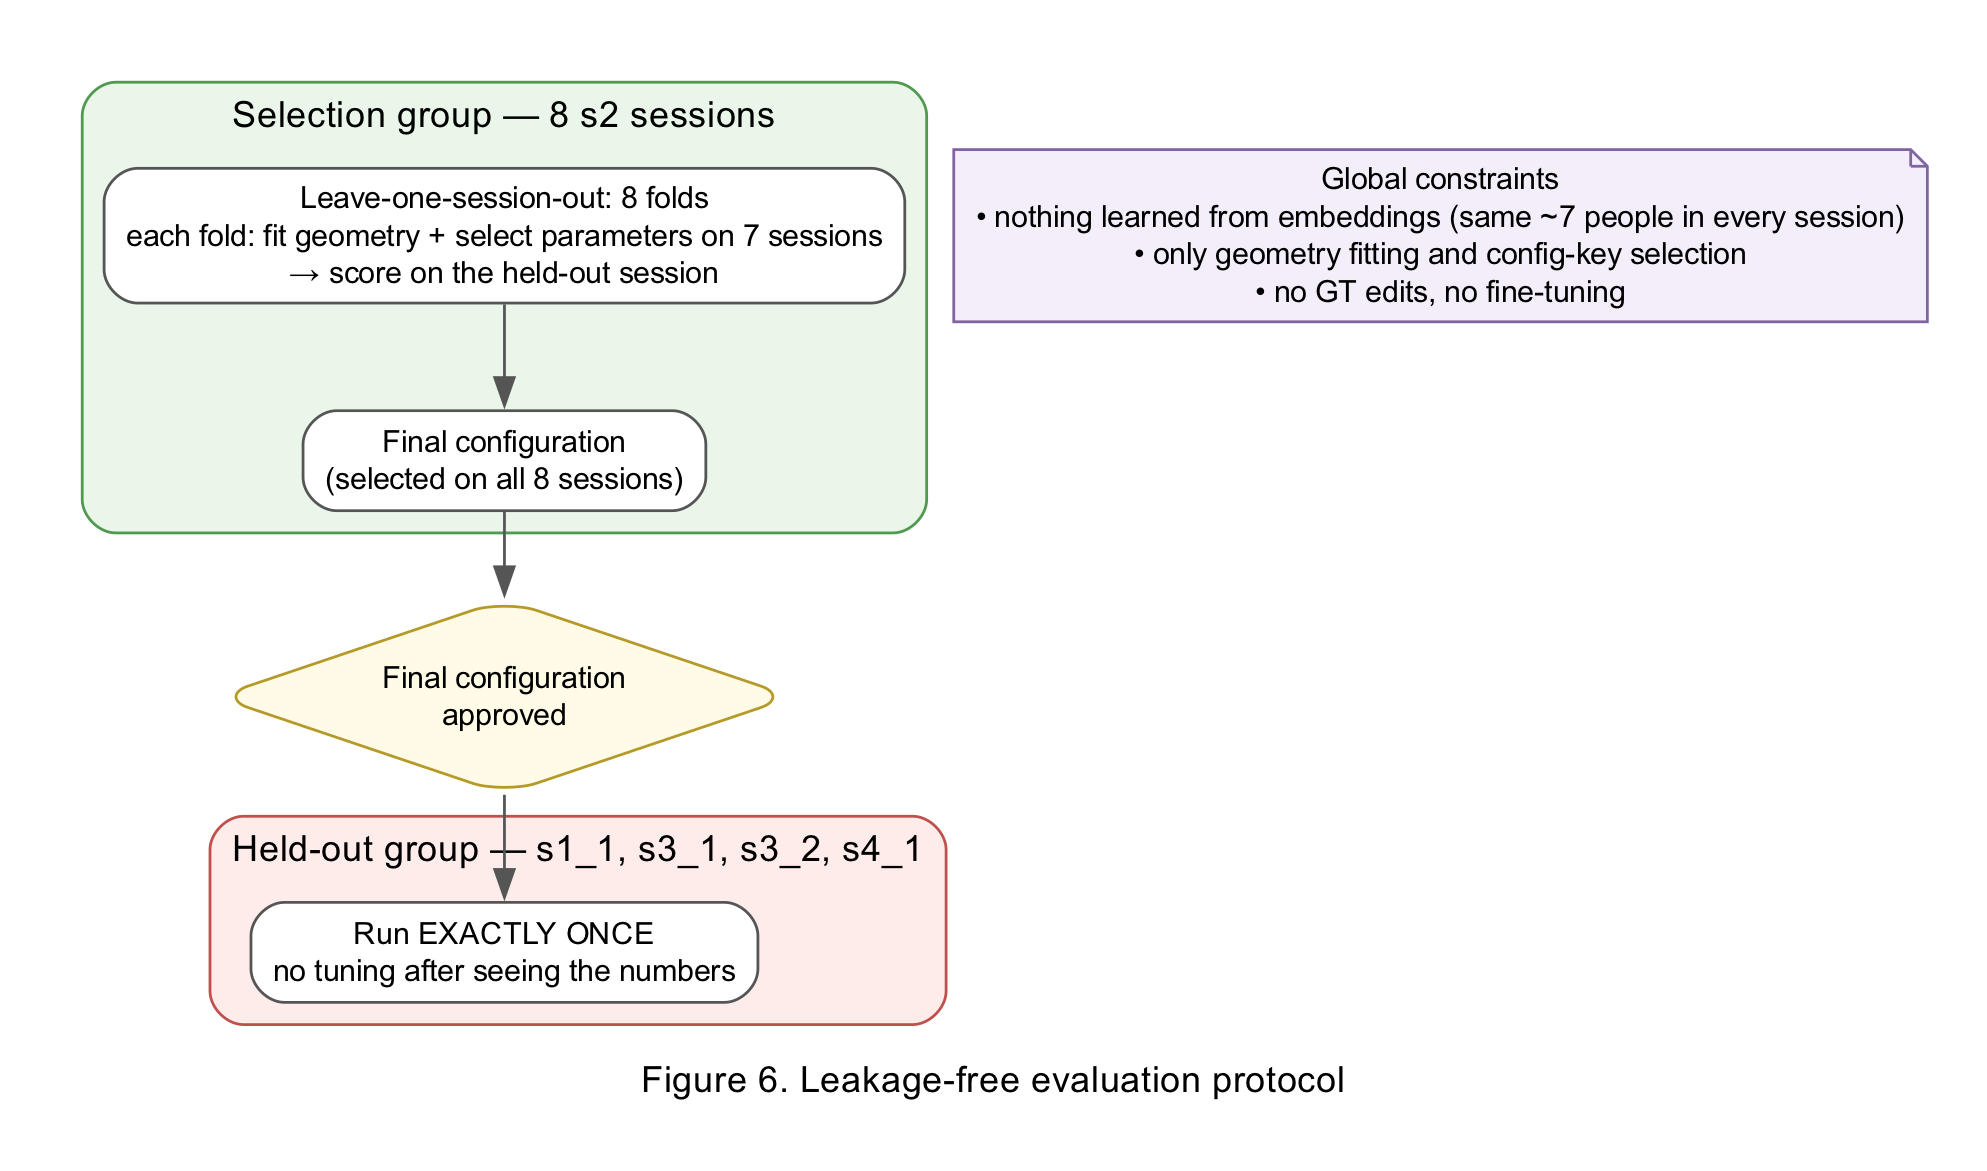 Selection group — 8 s2 sessions
Leave-one-session-out: 8 folds
each fold: fit geometry + select parameters on 7 sessions
→ score on the held-out session
Final configuration
(selected on all 8 sessions)
Global constraints
• nothing learned from embeddings (same ~7 people in every session)
• only geometry fitting and config-key selection
• no GT edits, no fine-tuning
Final configuration
approved
Held-out group — s1_1, s3_1, s3_2, s4_1
Run EXACTLY ONCE
no tuning after seeing the numbers
Figure 6. Leakage-free evaluation protocol